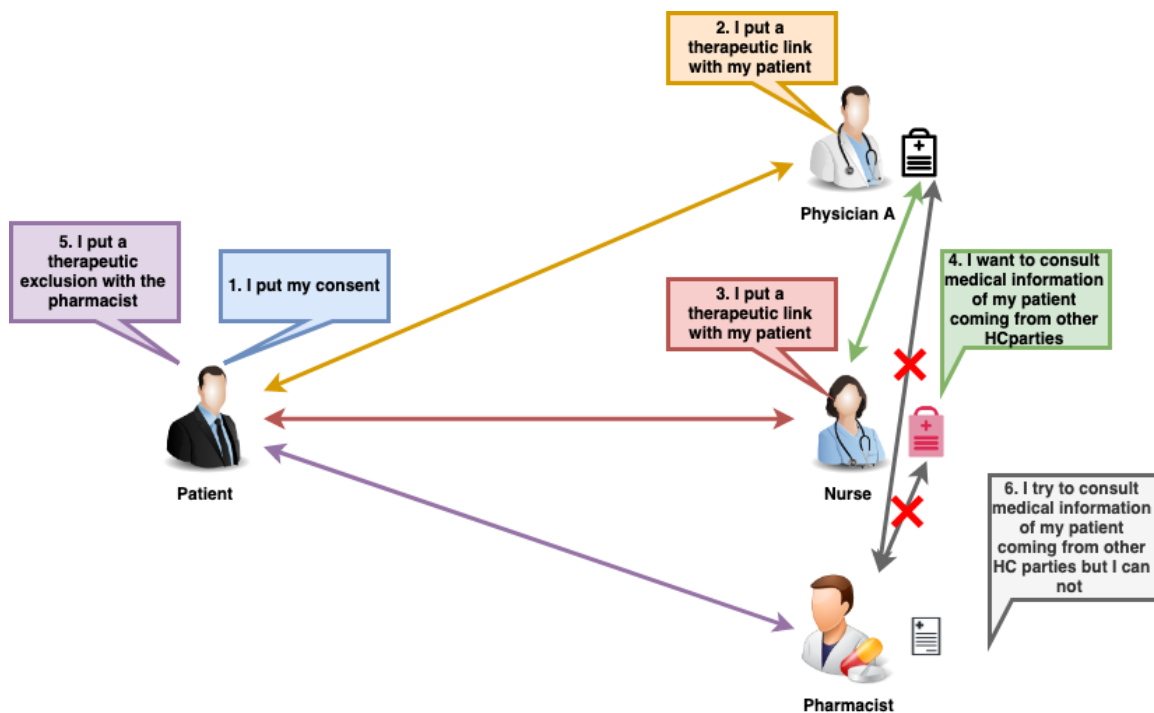 2. I put a
therapeutic link
with my patient
Physician A
5. I put a
therapeutic
exclusion with the
pharmacist
1. I put my consent
3. I put a
therapeutic link
with my patient
4. I want to consult
medical information
of my patient
coming from other
HCparties
Patient
Nurse
6. I try to consult
medical information
of my patient
coming from other
HC parties but I can
not
Pharmacist